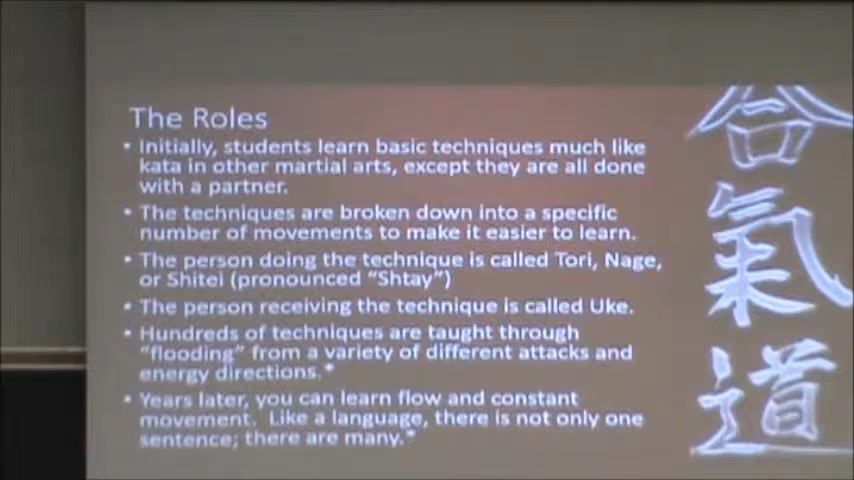 The Roles
• Initially, students learn basic techniques much like
kata in other martial arts, except they are all done
with a partner.
• The techniques are broken down into a specific
number of movements to make it easier to learn.
• The person doing the technique is called Tori, Nage,
or Shitei (pronounced “Shtay”)
• The person receiving the technique is called Uke.
• Hundreds of techniques are taught through
“flooding” from a variety of different attacks and
energy directions.*
• Years later, you can learn flow and constant
movement.  Like a language, there is not only one
sentence; there are many.*
合
氣
道